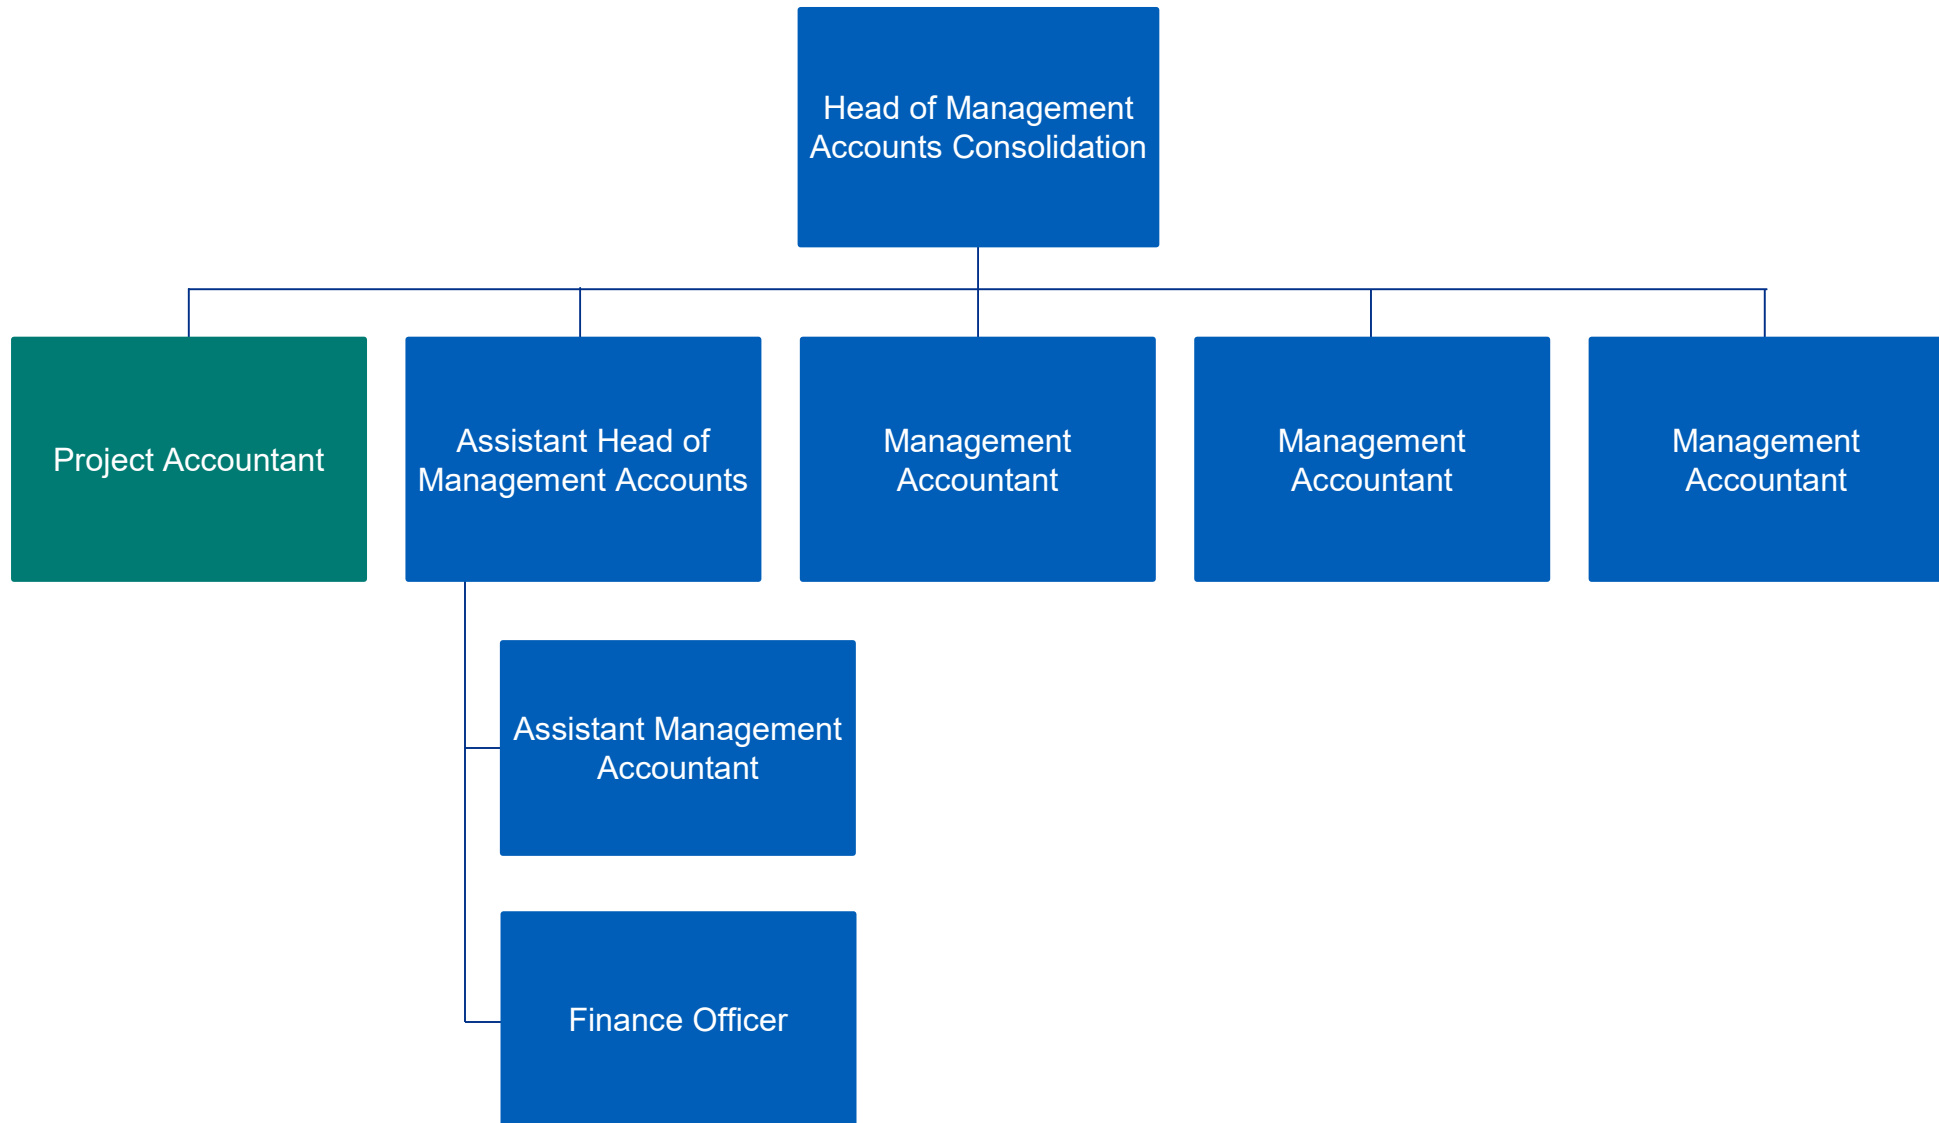 Head of Management
Accounts Consolidation
Project Accountant
Assistant Head of
Management Accounts
Management
Accountant
Management
Accountant
Management
Accountant
Assistant Management
Accountant
Finance Officer